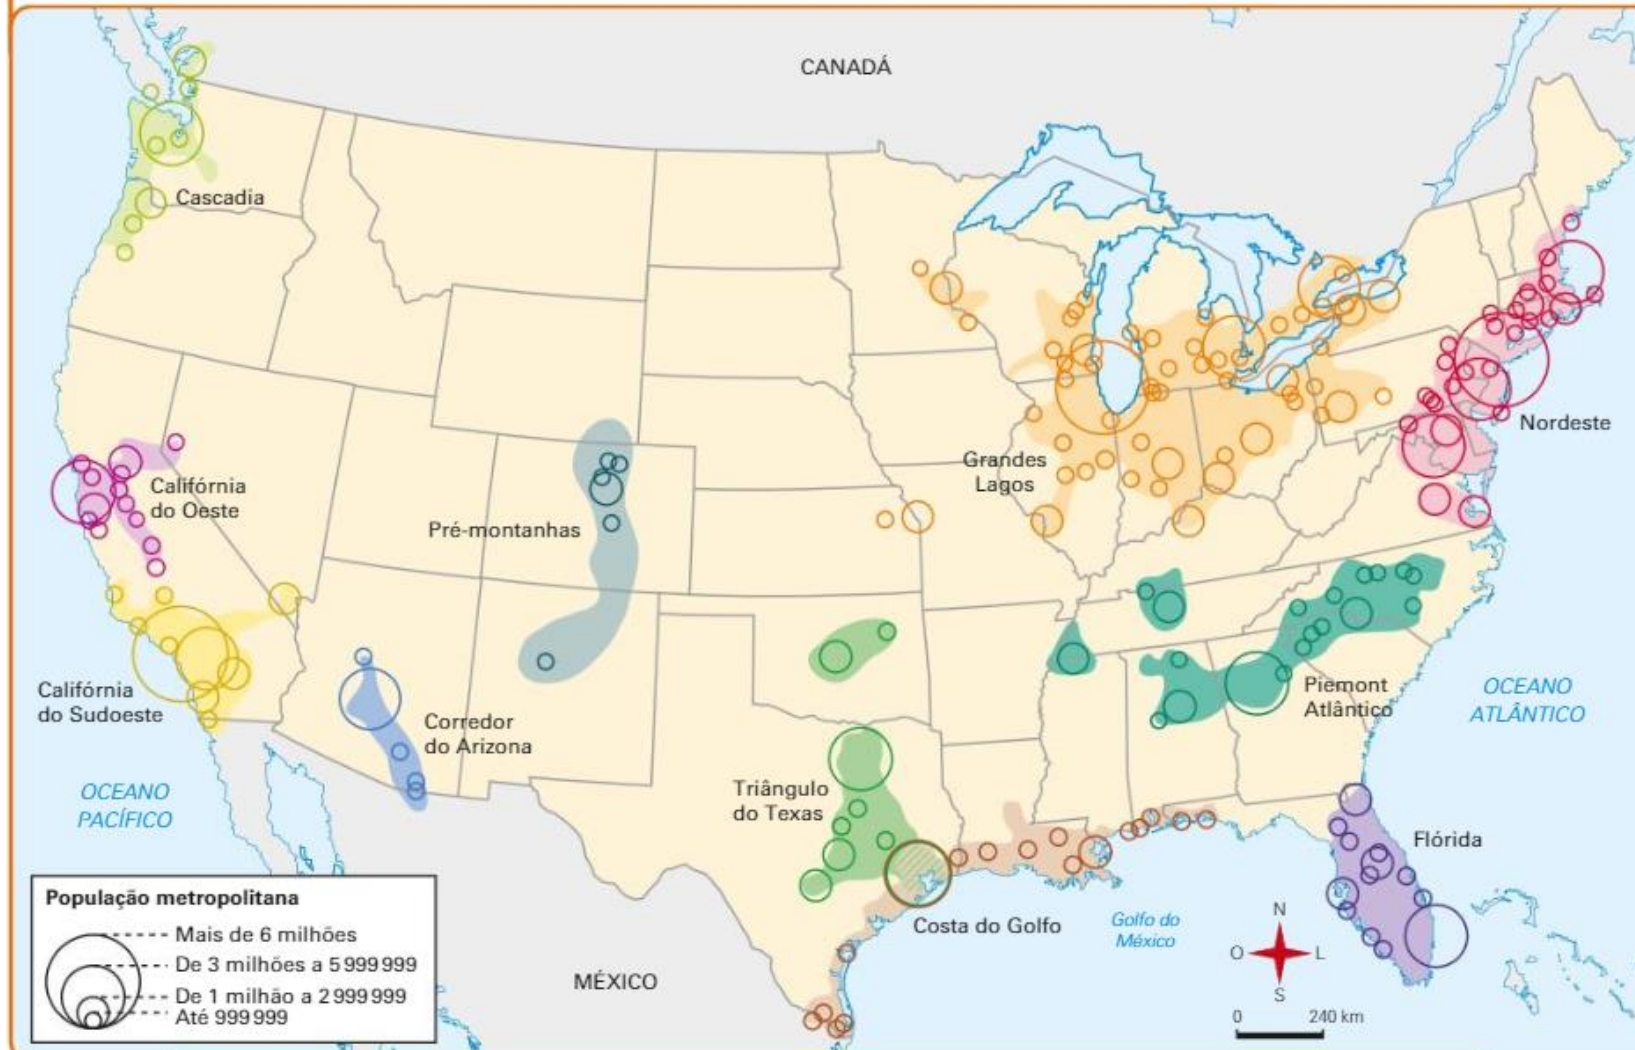 CANADÁ
Cascadia
Nordeste
Grandes
Lagos
Califórnia
do Oeste
Pré-montanhas
Califórnia
do Sudoeste
Corredor
do Arizona
Piemont
Atlântico
OCEANO
ATLÂNTICO
OCEANO
PACÍFICO
Triângulo
do Texas
Flórida
Costa do Golfo
Golfo do
México
MÉXICO
População metropolitana
Mais de 6 milhões
De 3 milhões a 5 999 999
De 1 milhão a 2 999 999
Até 999 999
N
O
L
S
0 240 km